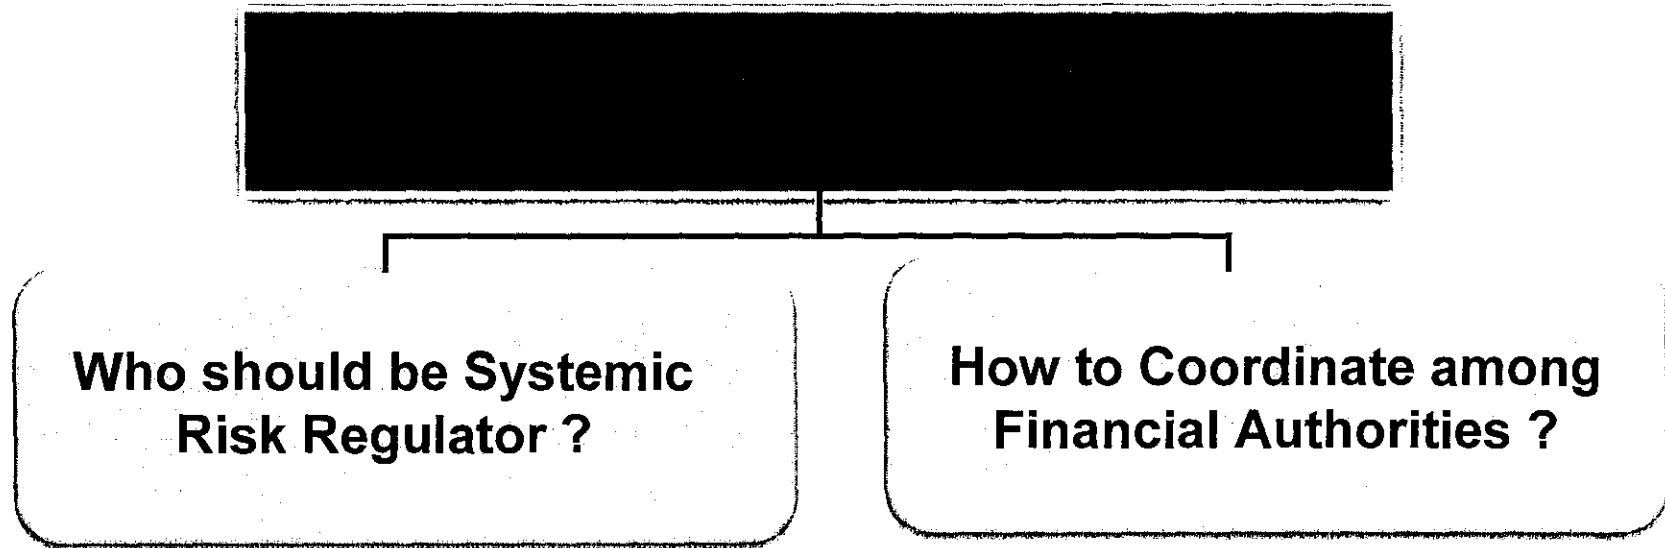 Who should be Systemic
Risk Regulator ?
How to Coordinate among
Financial Authorities ?